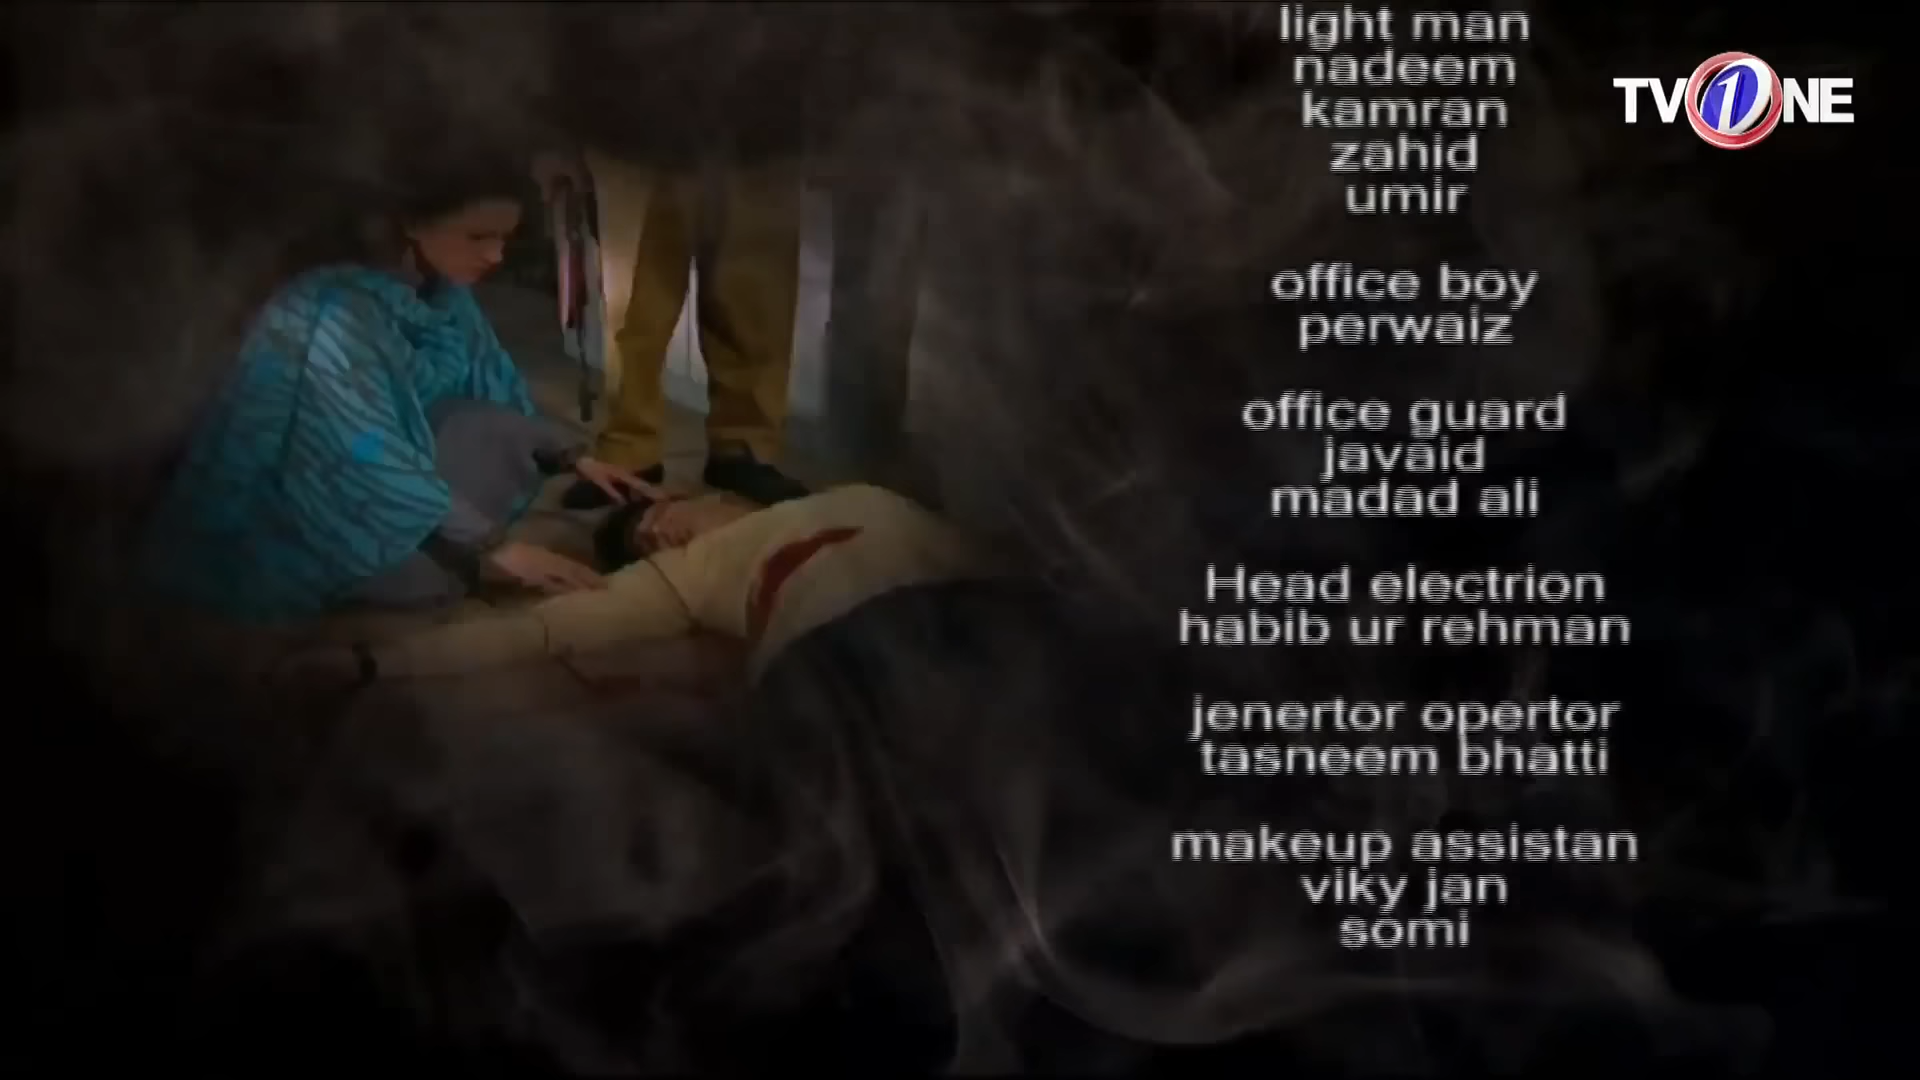 light man
nadeem
kamran
zahid
umir
TV1ONE
office boy
perwaiz
office guard
javaid
madad ali
Head electrion
habib ur rehman
jenertor opertor
tasneem bhatti
makeup assistan
viky jan
somi